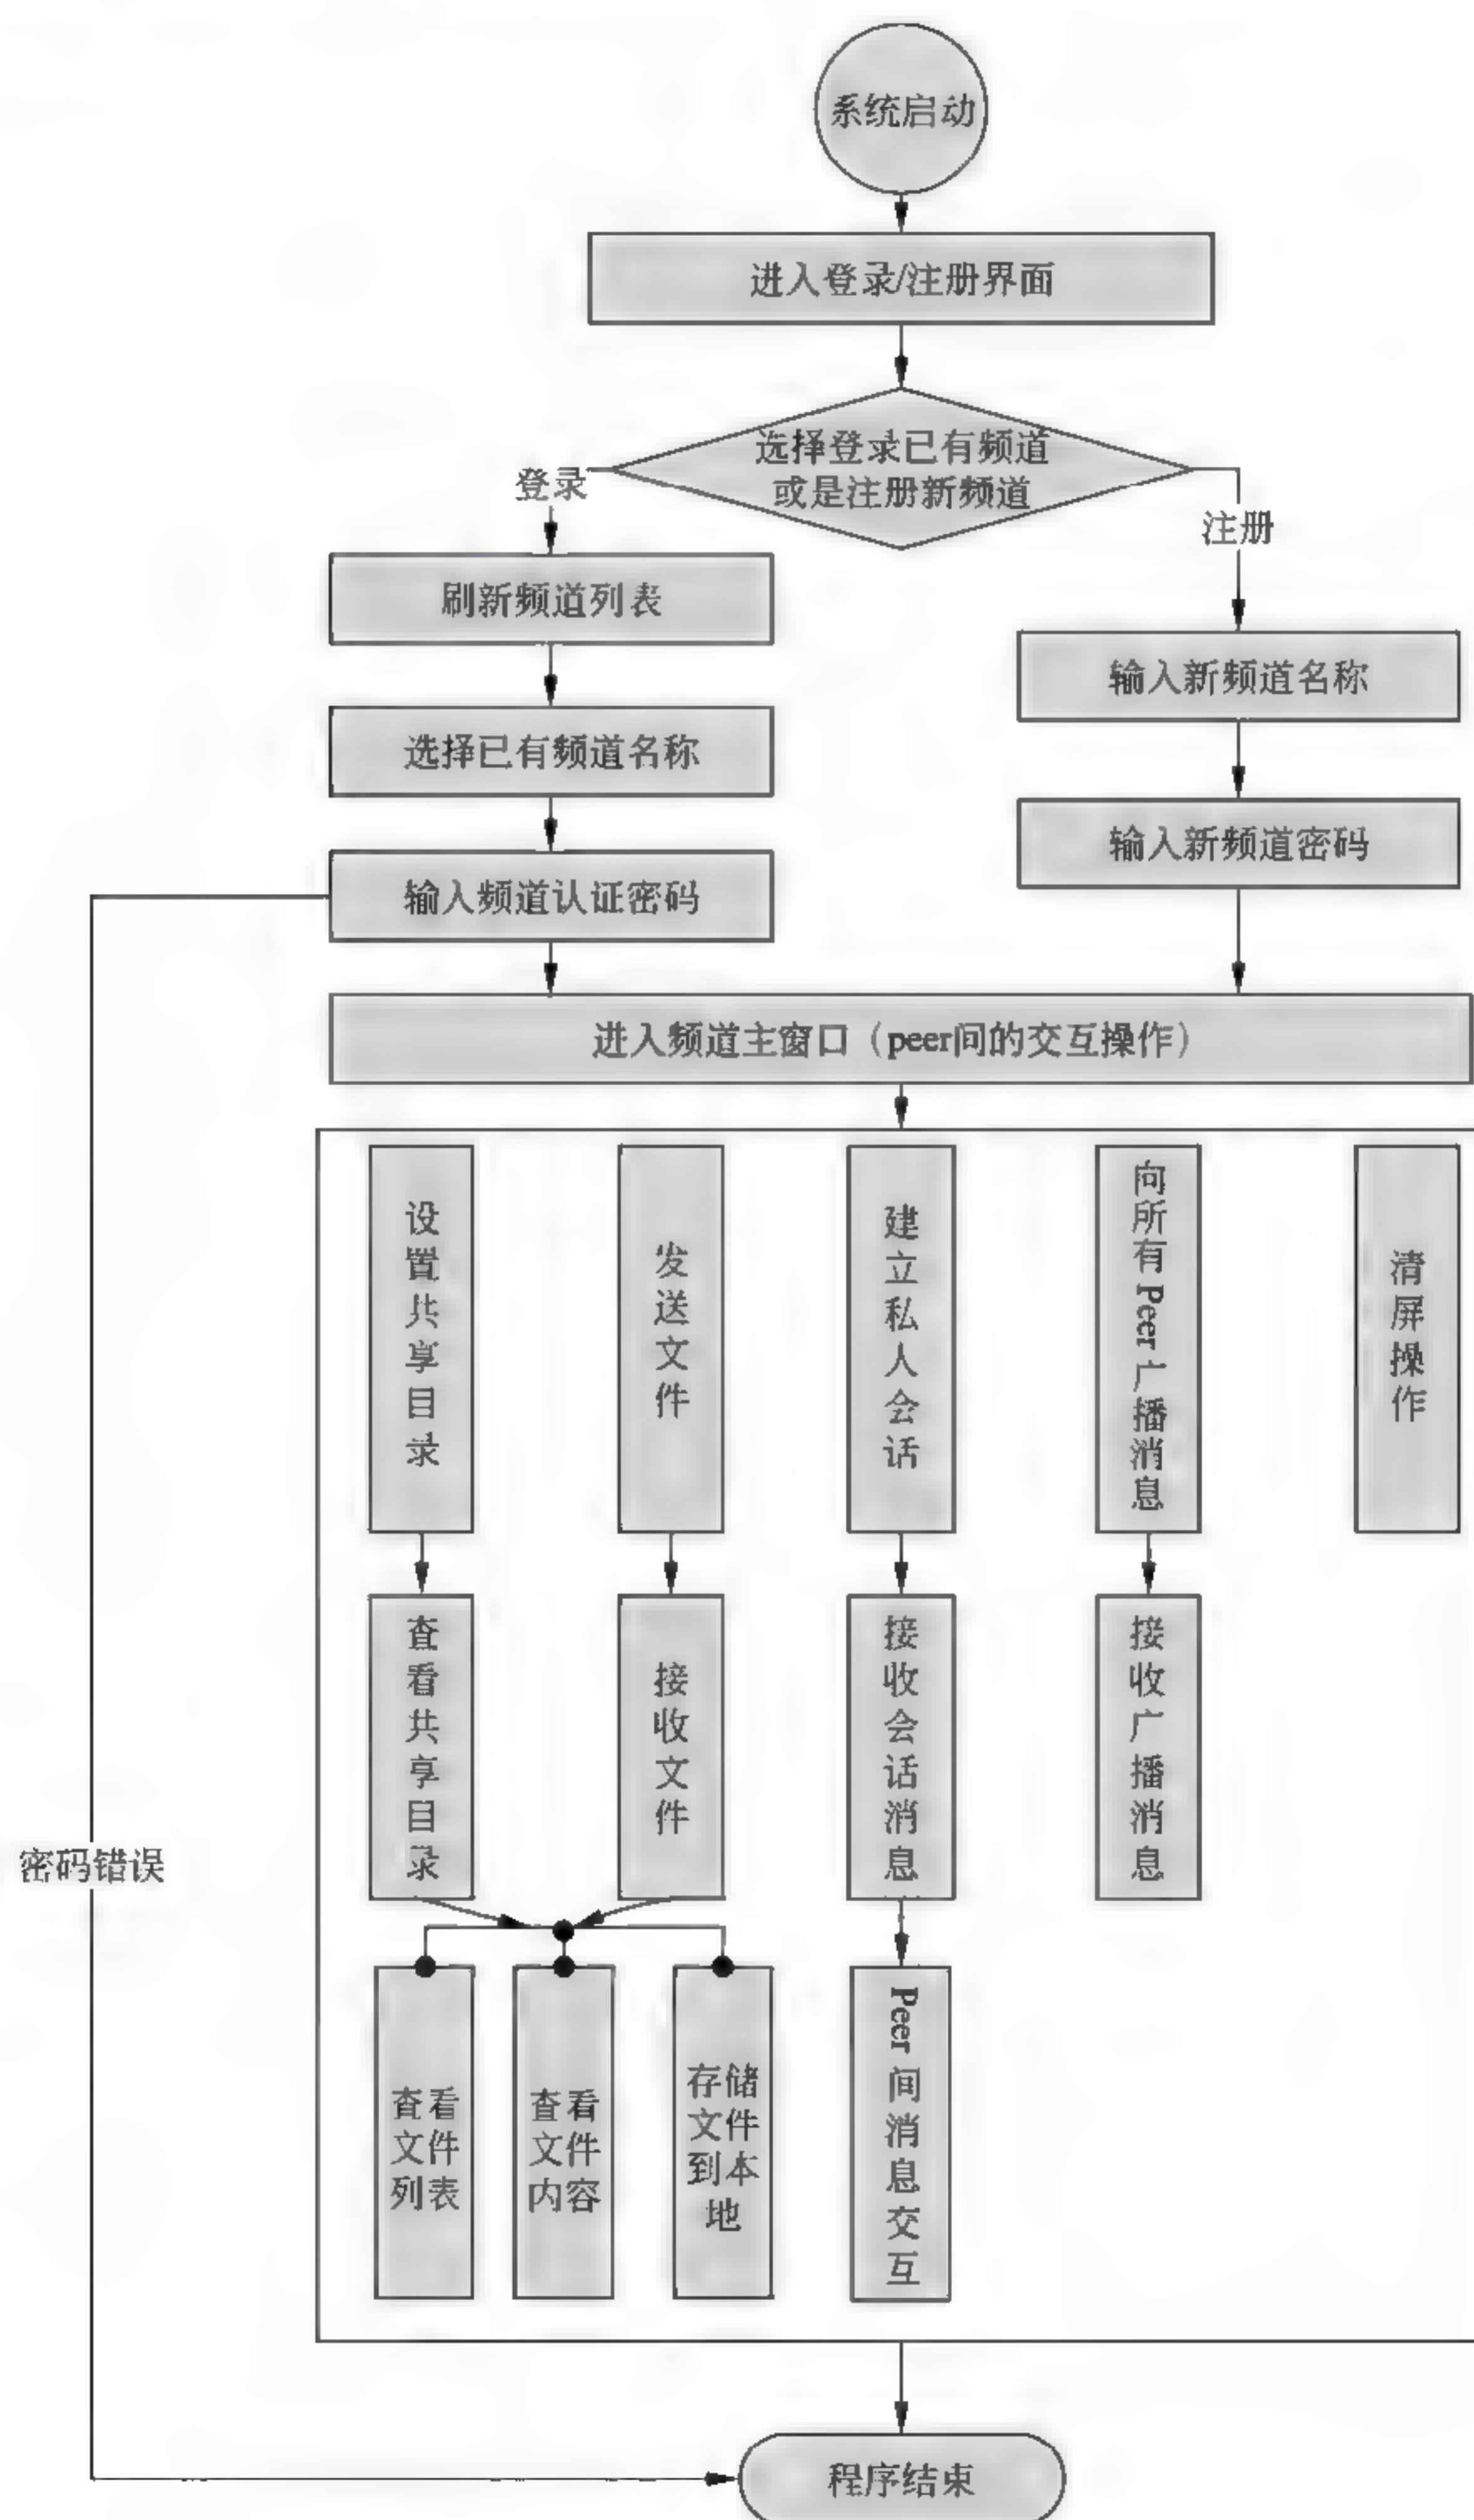 系统启动
进入登录/注册界面
选择登录已有频道
或是注册新频道
登录
注册
刷新频道列表
输入新频道名称
选择已有频道名称
输入新频道密码
输入频道认证密码
进入频道主窗口（peer间的交互操作）
设置共享目录
发送文件
建立私人会话
向所有Peer广播消息
清屏操作
查看共享目录
接收文件
接收会话消息
接收广播消息
密码错误
查看
文件
列表
查看
文件
内容
存储
文件
到本
地
Peer间消息交互
程序结束